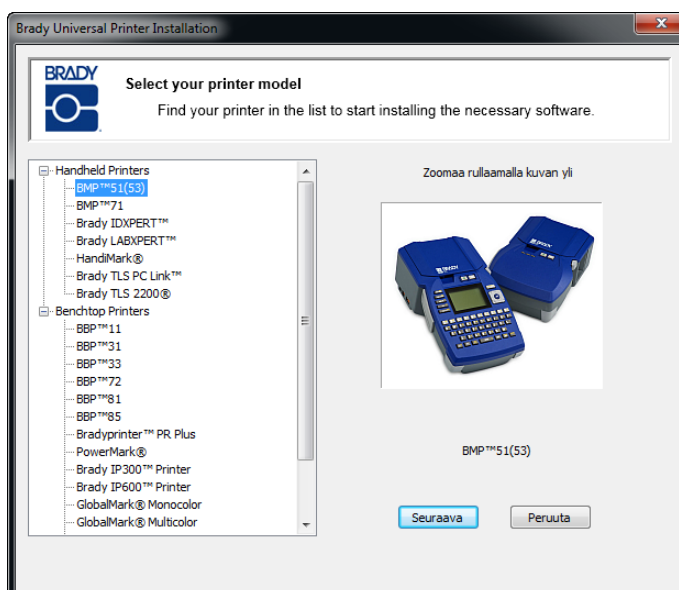 Brady Universal Printer Installation
BRADY
Select your printer model
Find your printer in the list to start installing the necessary software.
Handheld Printers
BMP™51(53)
BMP™71
Brady IDXPERT™
Brady LABXPERT™
HandiMark®
Brady TLS PC Link™
Brady TLS 2200®
Benchtop Printers
BBP™11
BBP™31
BBP™33
BBP™72
BBP™81
BBP™85
Bradyprinter™ PR Plus
PowerMark®
Brady IP300™ Printer
Brady IP600™ Printer
GlobalMark® Monocolor
GlobalMark® Multicolor
Zoomaa rullaamalla kuvan yli
BMP™51(53)
Seuraava
Peruuta